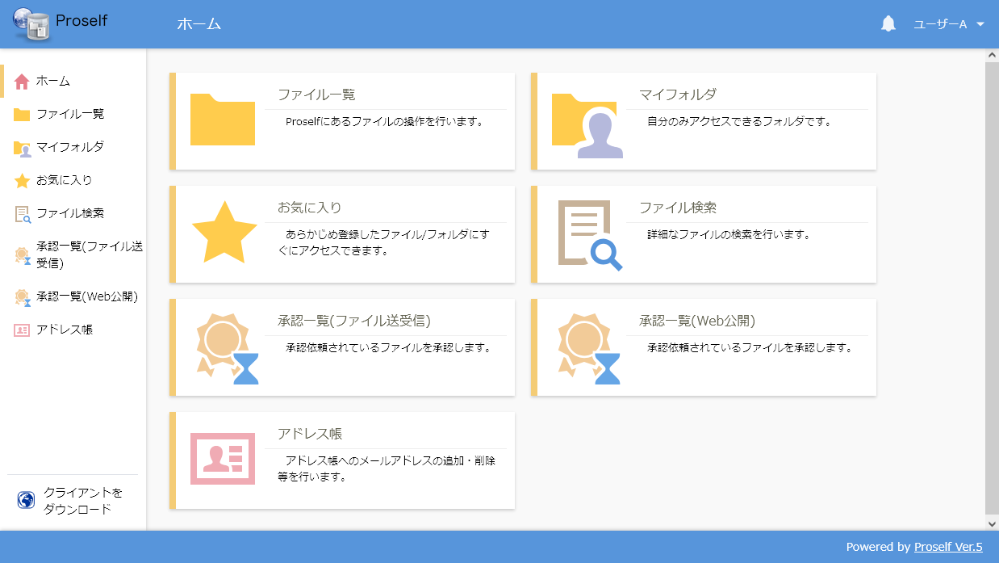 Proself
ホーム
ユーザーA
ホーム
ファイル一覧
マイフォルダ
お気に入り
ファイル検索
承認一覧(ファイル送
受信)
承認一覧(Web公開)
アドレス帳
クライアントを
ダウンロード
ファイル一覧
Proselfにあるファイルの操作を行います。
マイフォルダ
自分のみアクセスできるフォルダです。
お気に入り
あらかじめ登録したファイル/フォルダにす
ぐにアクセスできます。
ファイル検索
詳細なファイルの検索を行います。
承認一覧(ファイル送受信)
承認依頼されているファイルを承認します。
承認一覧(Web公開)
承認依頼されているファイルを承認します。
アドレス帳
アドレス帳へのメールアドレスの追加・削除
等を行います。
Powered by Proself Ver.5